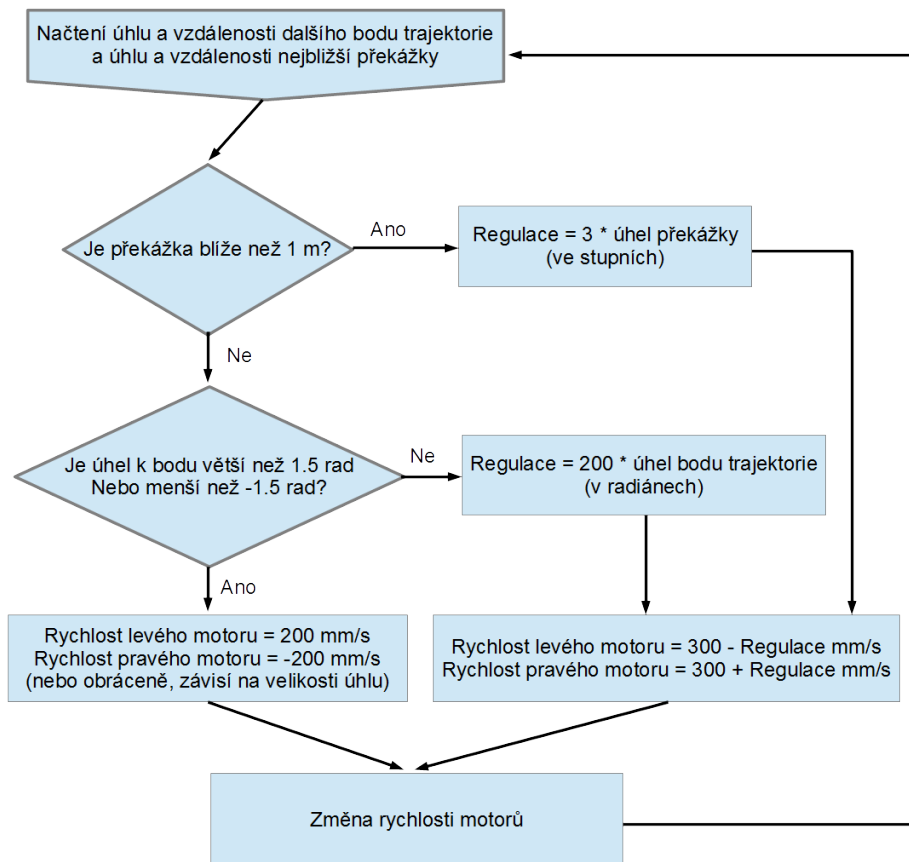 Načtení úhlu a vzdálenosti dalšího bodu trajektorie
a úhlu a vzdálenosti nejbližší překážky
Je překážka blíže než 1 m?
Ano
Regulace = 3 * úhel překážky
(ve stupních)
Ne
Je úhel k bodu větší než 1.5 rad
Nebo menší než -1.5 rad?
Ne
Regulace = 200 * úhel bodu trajektorie
(v radiánech)
Ano
Rychlost levého motoru = 200 mm/s
Rychlost pravého motoru = -200 mm/s
(nebo obráceně, závisí na velikosti úhlu)
Rychlost levého motoru = 300 - Regulace mm/s
Rychlost pravého motoru = 300 + Regulace mm/s
Změna rychlosti motorů